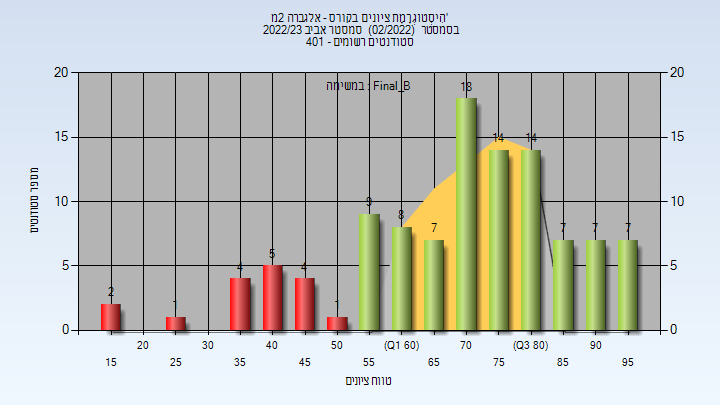 היסטוגרמת ציונים בקורס - אלגברה 2מ'
בסמסטר (02/2022) סמסטר אביב 2022/23
סטודנטים רשומים - 401
במשימה : Final_B
20 20
15 15
10 10
5 5
0 0
2 1 4 5 4 1 9 8 7 18 14 14 7 7 7
20 30 40 50 (Q1 60) 70 (Q3 80) 90
15 25 35 45 55 65 75 85 95
מספר סטודנטים
טווח ציונים